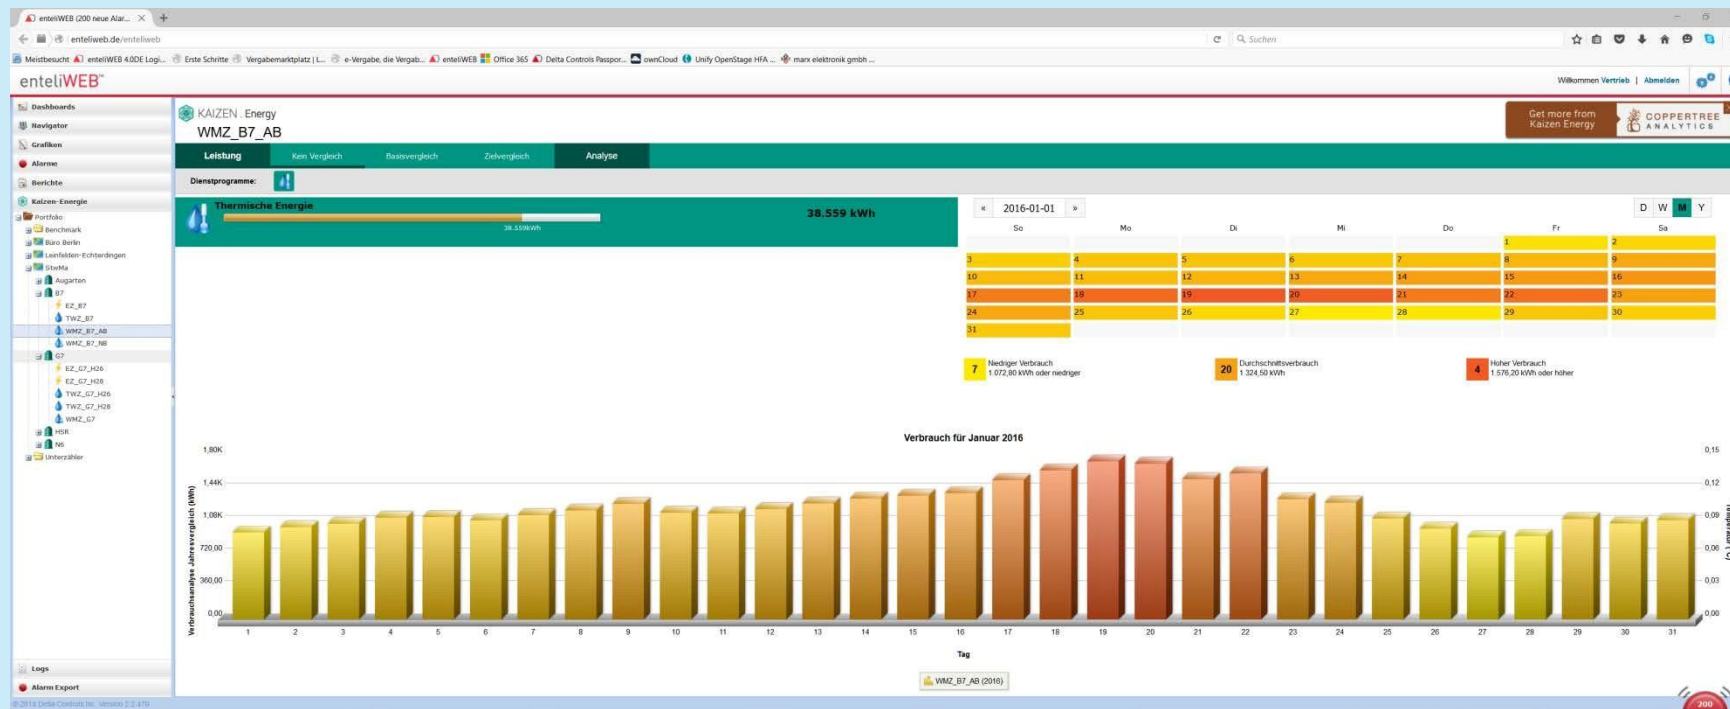 enteliWEB (200 neue Alar...
enteliweb.de/enteliweb
Suchen
Meistbesucht enteliWEB 4.0DE Logi... Erste Schritte Vergabemarktplatz | L... e-Vergabe, die Vergab... enteliWEB Office 365 Delta Controls Passpor... ownCloud Unify OpenStage HFA ... marx elektronik gmbh ...
enteliWEB
Willkommen Vertrieb | Abmelden
Dashboards
Navigator
Grafiken
Alarme
Berichte
Kaizen-Energie
Portfolio
Benchmark
Büro Berlin
Leinfelden-Echterdingen
StwMa
Augarten
B7
EZ_B7
TWZ_B7
WMZ_B7_AB
WMZ_B7_NB
G7
EZ_G7_H26
EZ_G7_H28
TWZ_G7_H26
TWZ_G7_H28
WMZ_G7
HSR
N6
Unterzähler
Logs
Alarm Export
KAIZEN . Energy
WMZ_B7_AB
Get more from
Kaizen Energy
COPPERTREE
ANALYTICS
Leistung Kein Vergleich Basisvergleich Zielvergleich Analyse
Dienstprogramme:
Thermische Energie
38.559 kWh
38.559kWh
« 2016-01-01 »
D W M Y
So Mo Di Mi Do Fr Sa
1 2
3 4 5 6 7 8 9
10 11 12 13 14 15 16
17 18 19 20 21 22 23
24 25 26 27 28 29 30
31
7 Niedriger Verbrauch
1.072,80 kWh oder niedriger
20 Durchschnittsverbrauch
1 324,50 kWh
4 Hoher Verbrauch
1.576,20 kWh oder höher
Verbrauch für Januar 2016
Verbrauchsanalyse Jahresvergleich (kWh)
1,80K
1,44K
1,08K
720,00
360,00
0,00
0,15
0,12
0,09
0,06
0,03
0,00
Temperatur (°C)
1 2 3 4 5 6 7 8 9 10 11 12 13 14 15 16 17 18 19 20 21 22 23 24 25 26 27 28 29 30 31
Tag
WMZ_B7_AB (2016)
© 2014 Delta Controls Inc. Version 2.2.470
200